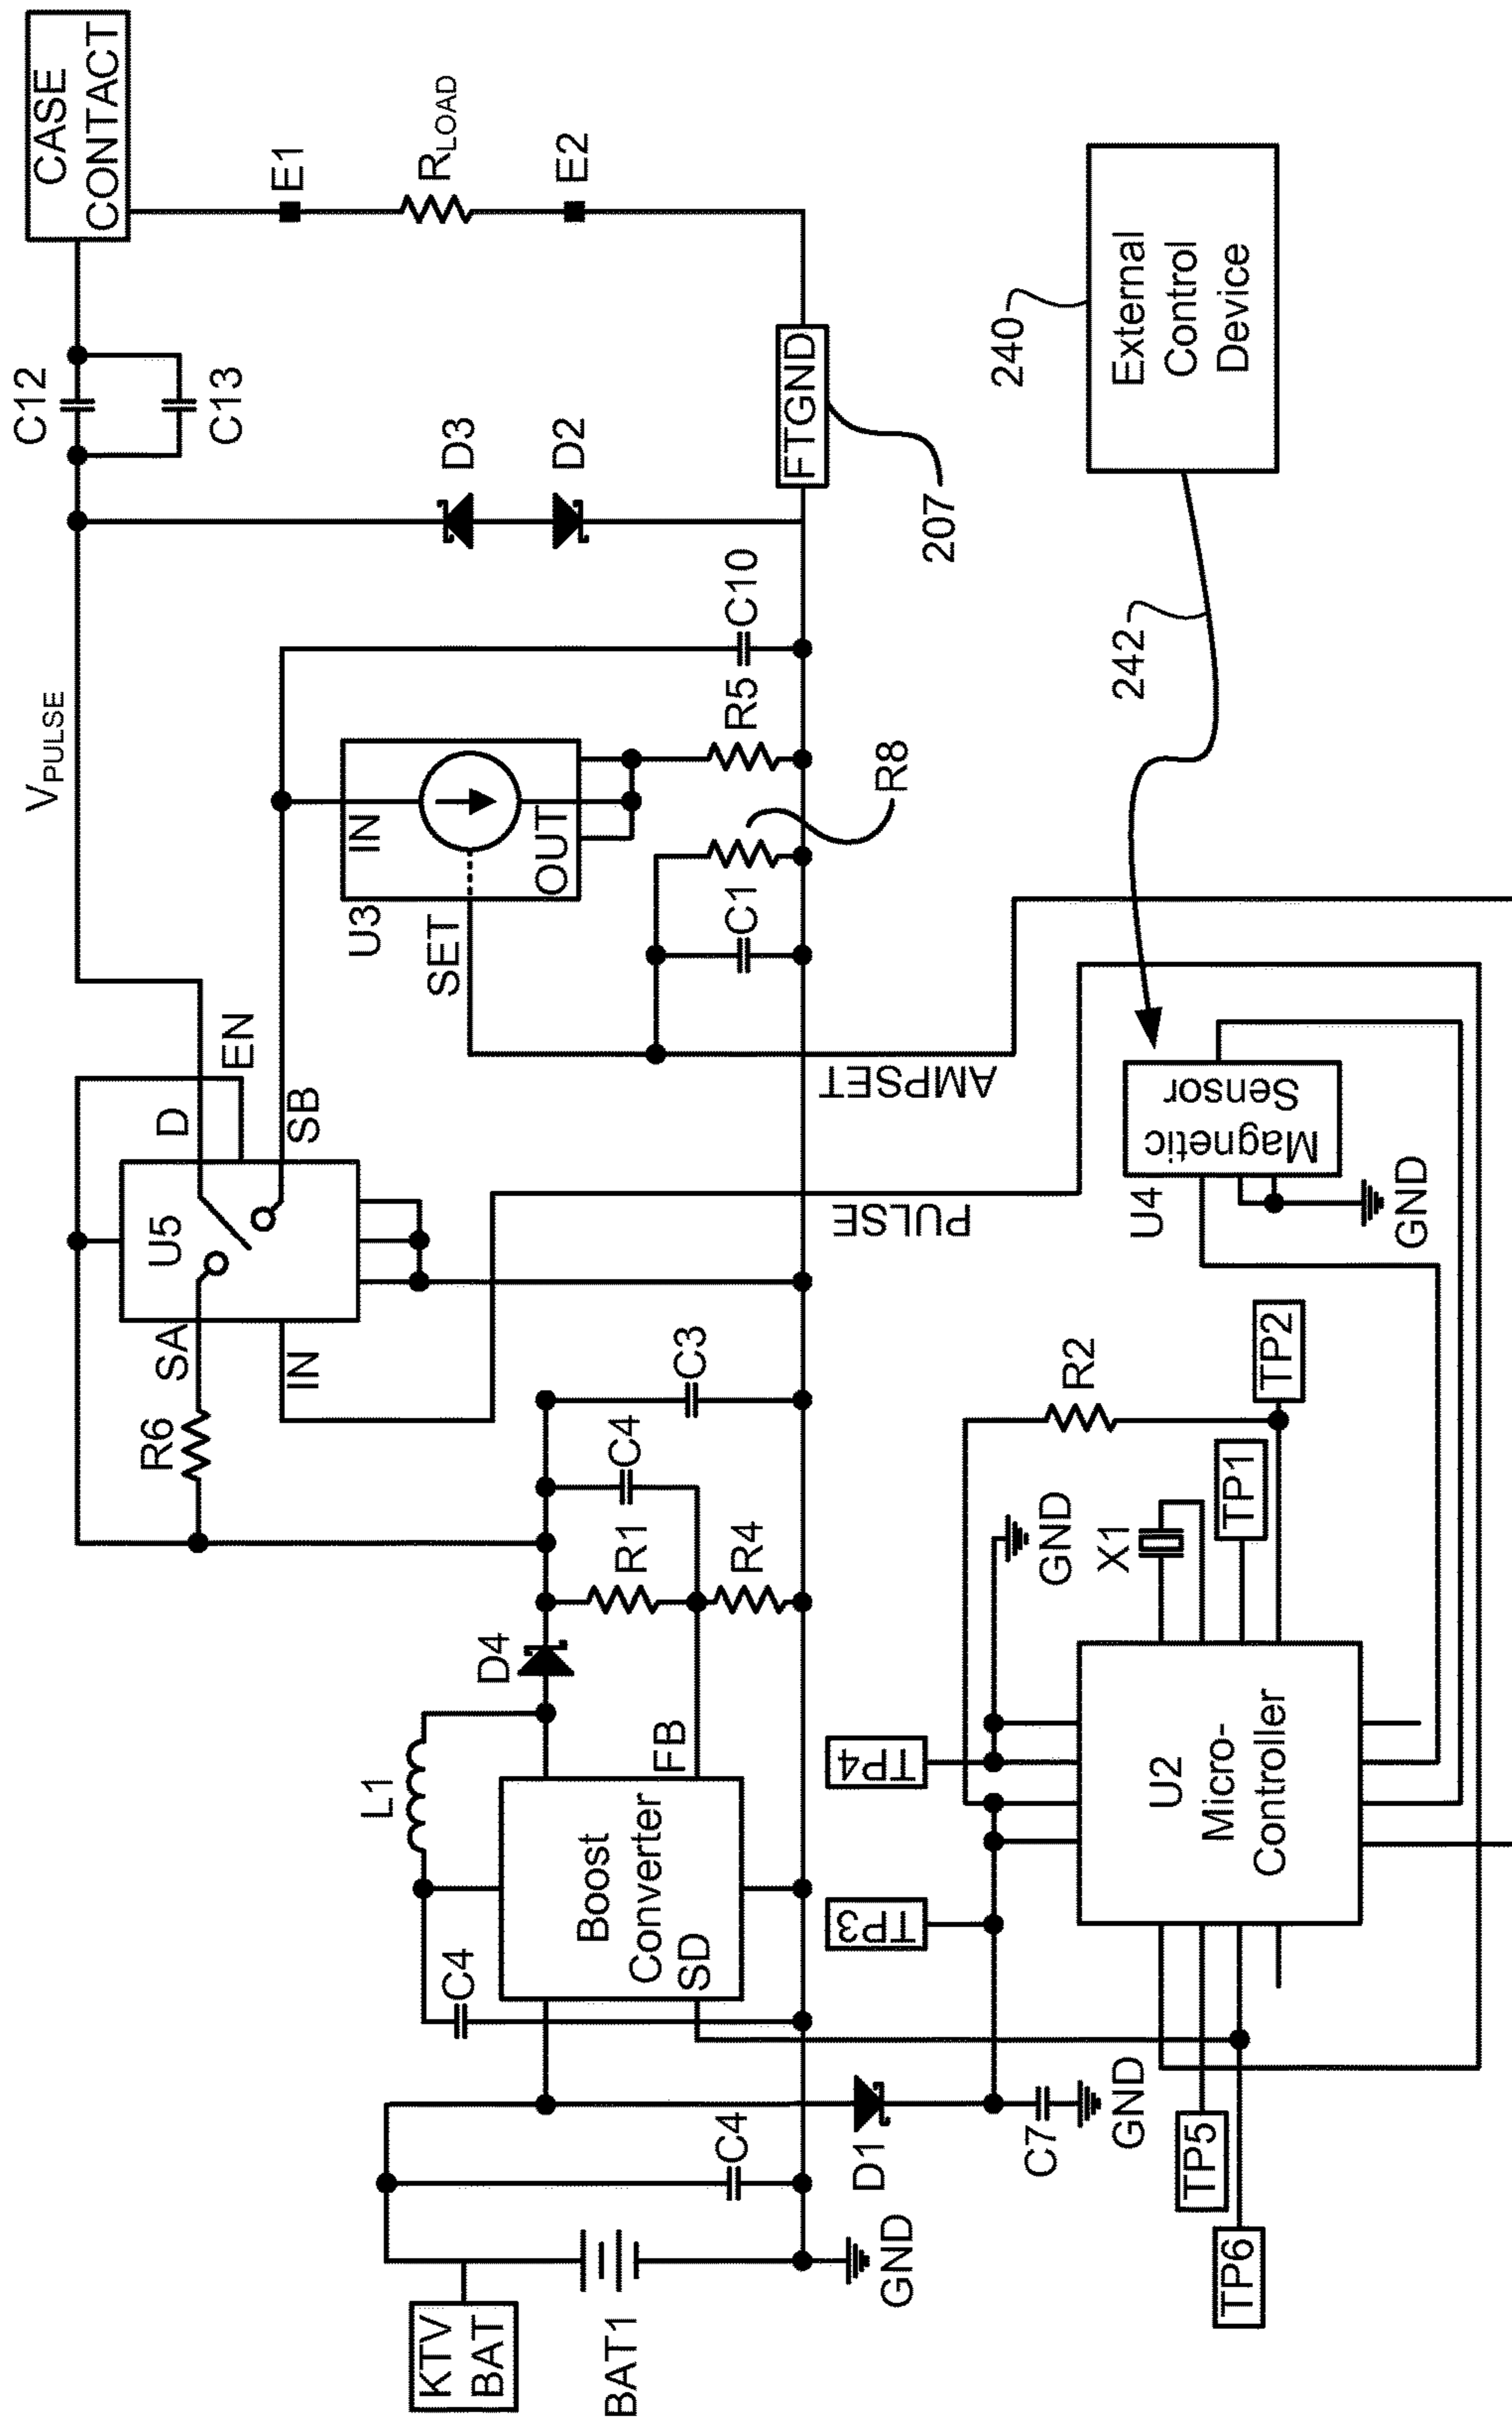 CASE
CONTACT
C12
C13
E1
R_LOAD
E2
V_PULSE
D3
D2
FTGND
207
C10
R5
R8
C1
IN
OUT
U3
SET
AMPSET
D
EN
SB
U5
SA
IN
PULSE
R6
C3
C4
R1
R4
D4
L1
FB
Boost
Converter
SD
C4
C4
KTV
BAT
BAT1
GND
D1
C7
GND
External
Control
Device
240
242
Magnetic
Sensor
U4
GND
R2
TP2
TP1
X1
GND
TP4
TP3
U2
Micro-
Controller
TP5
TP6